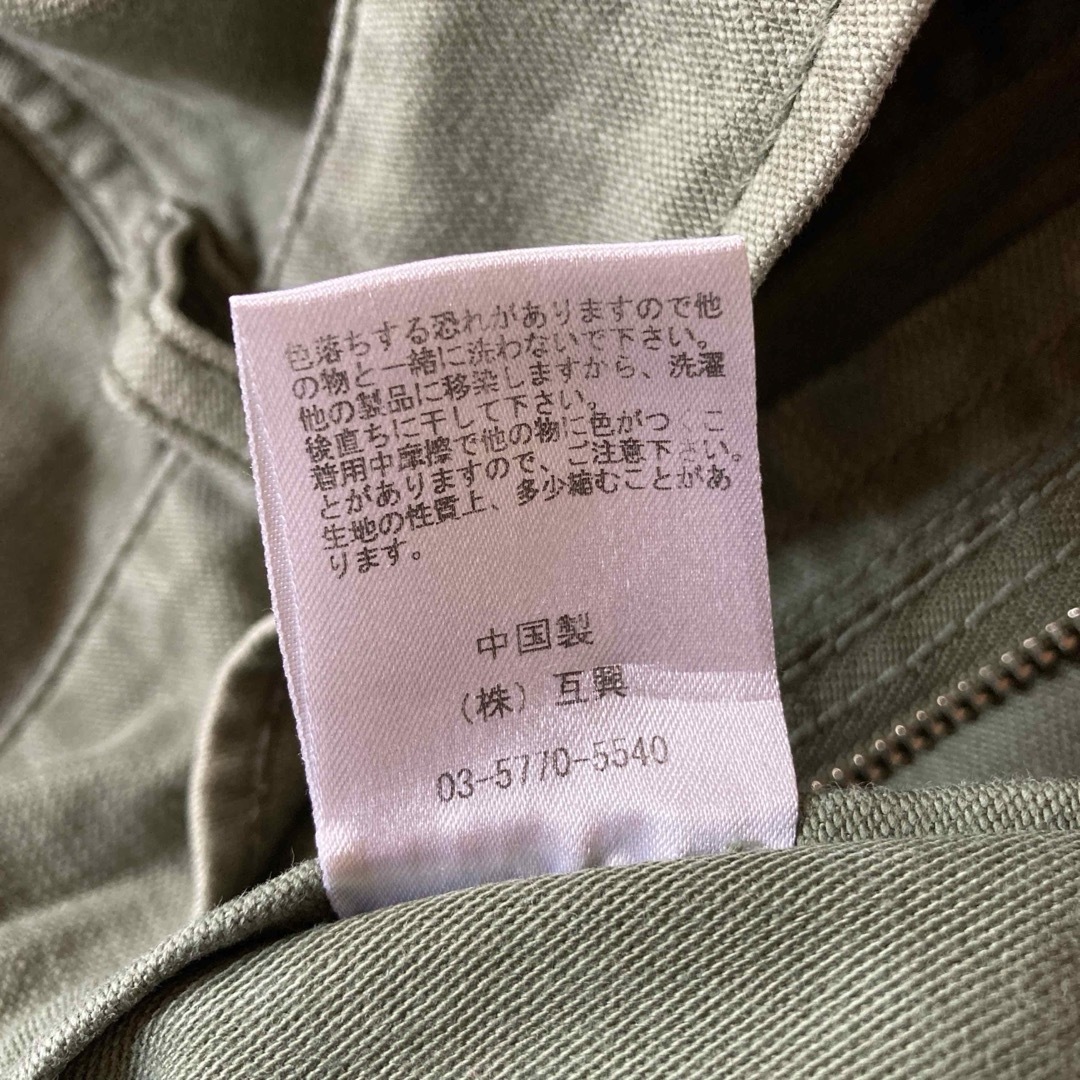 色落ちする恐れがありますので他
の物と一緒に洗わないで下さい。
他の製品に移染しますから、洗濯
後直ちに干して下さい。
着用中摩擦で他の物に色がつくこ
とがありますので、ご注意下さい。
生地の性質上、多少縮むことがあ
ります。
中国製
(株) 互興
03-5770-5540